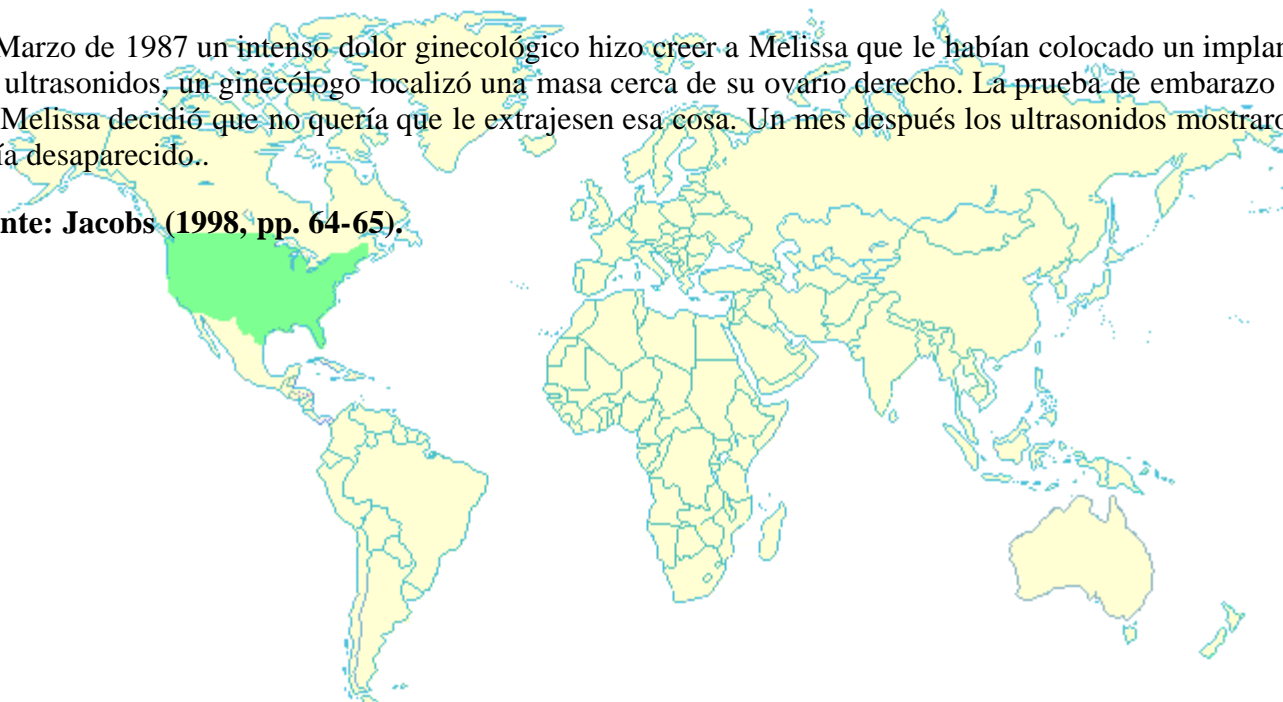 Marzo de 1987 un intenso dolor ginecológico hizo creer a Melissa que le habían colocado un implan
ultrasonidos, un ginecólogo localizó una masa cerca de su ovario derecho. La prueba de embarazo
Melissa decidió que no quería que le extrajesen esa cosa. Un mes después los ultrasonidos mostraro
ía desaparecido..
nte: Jacobs (1998, pp. 64-65).